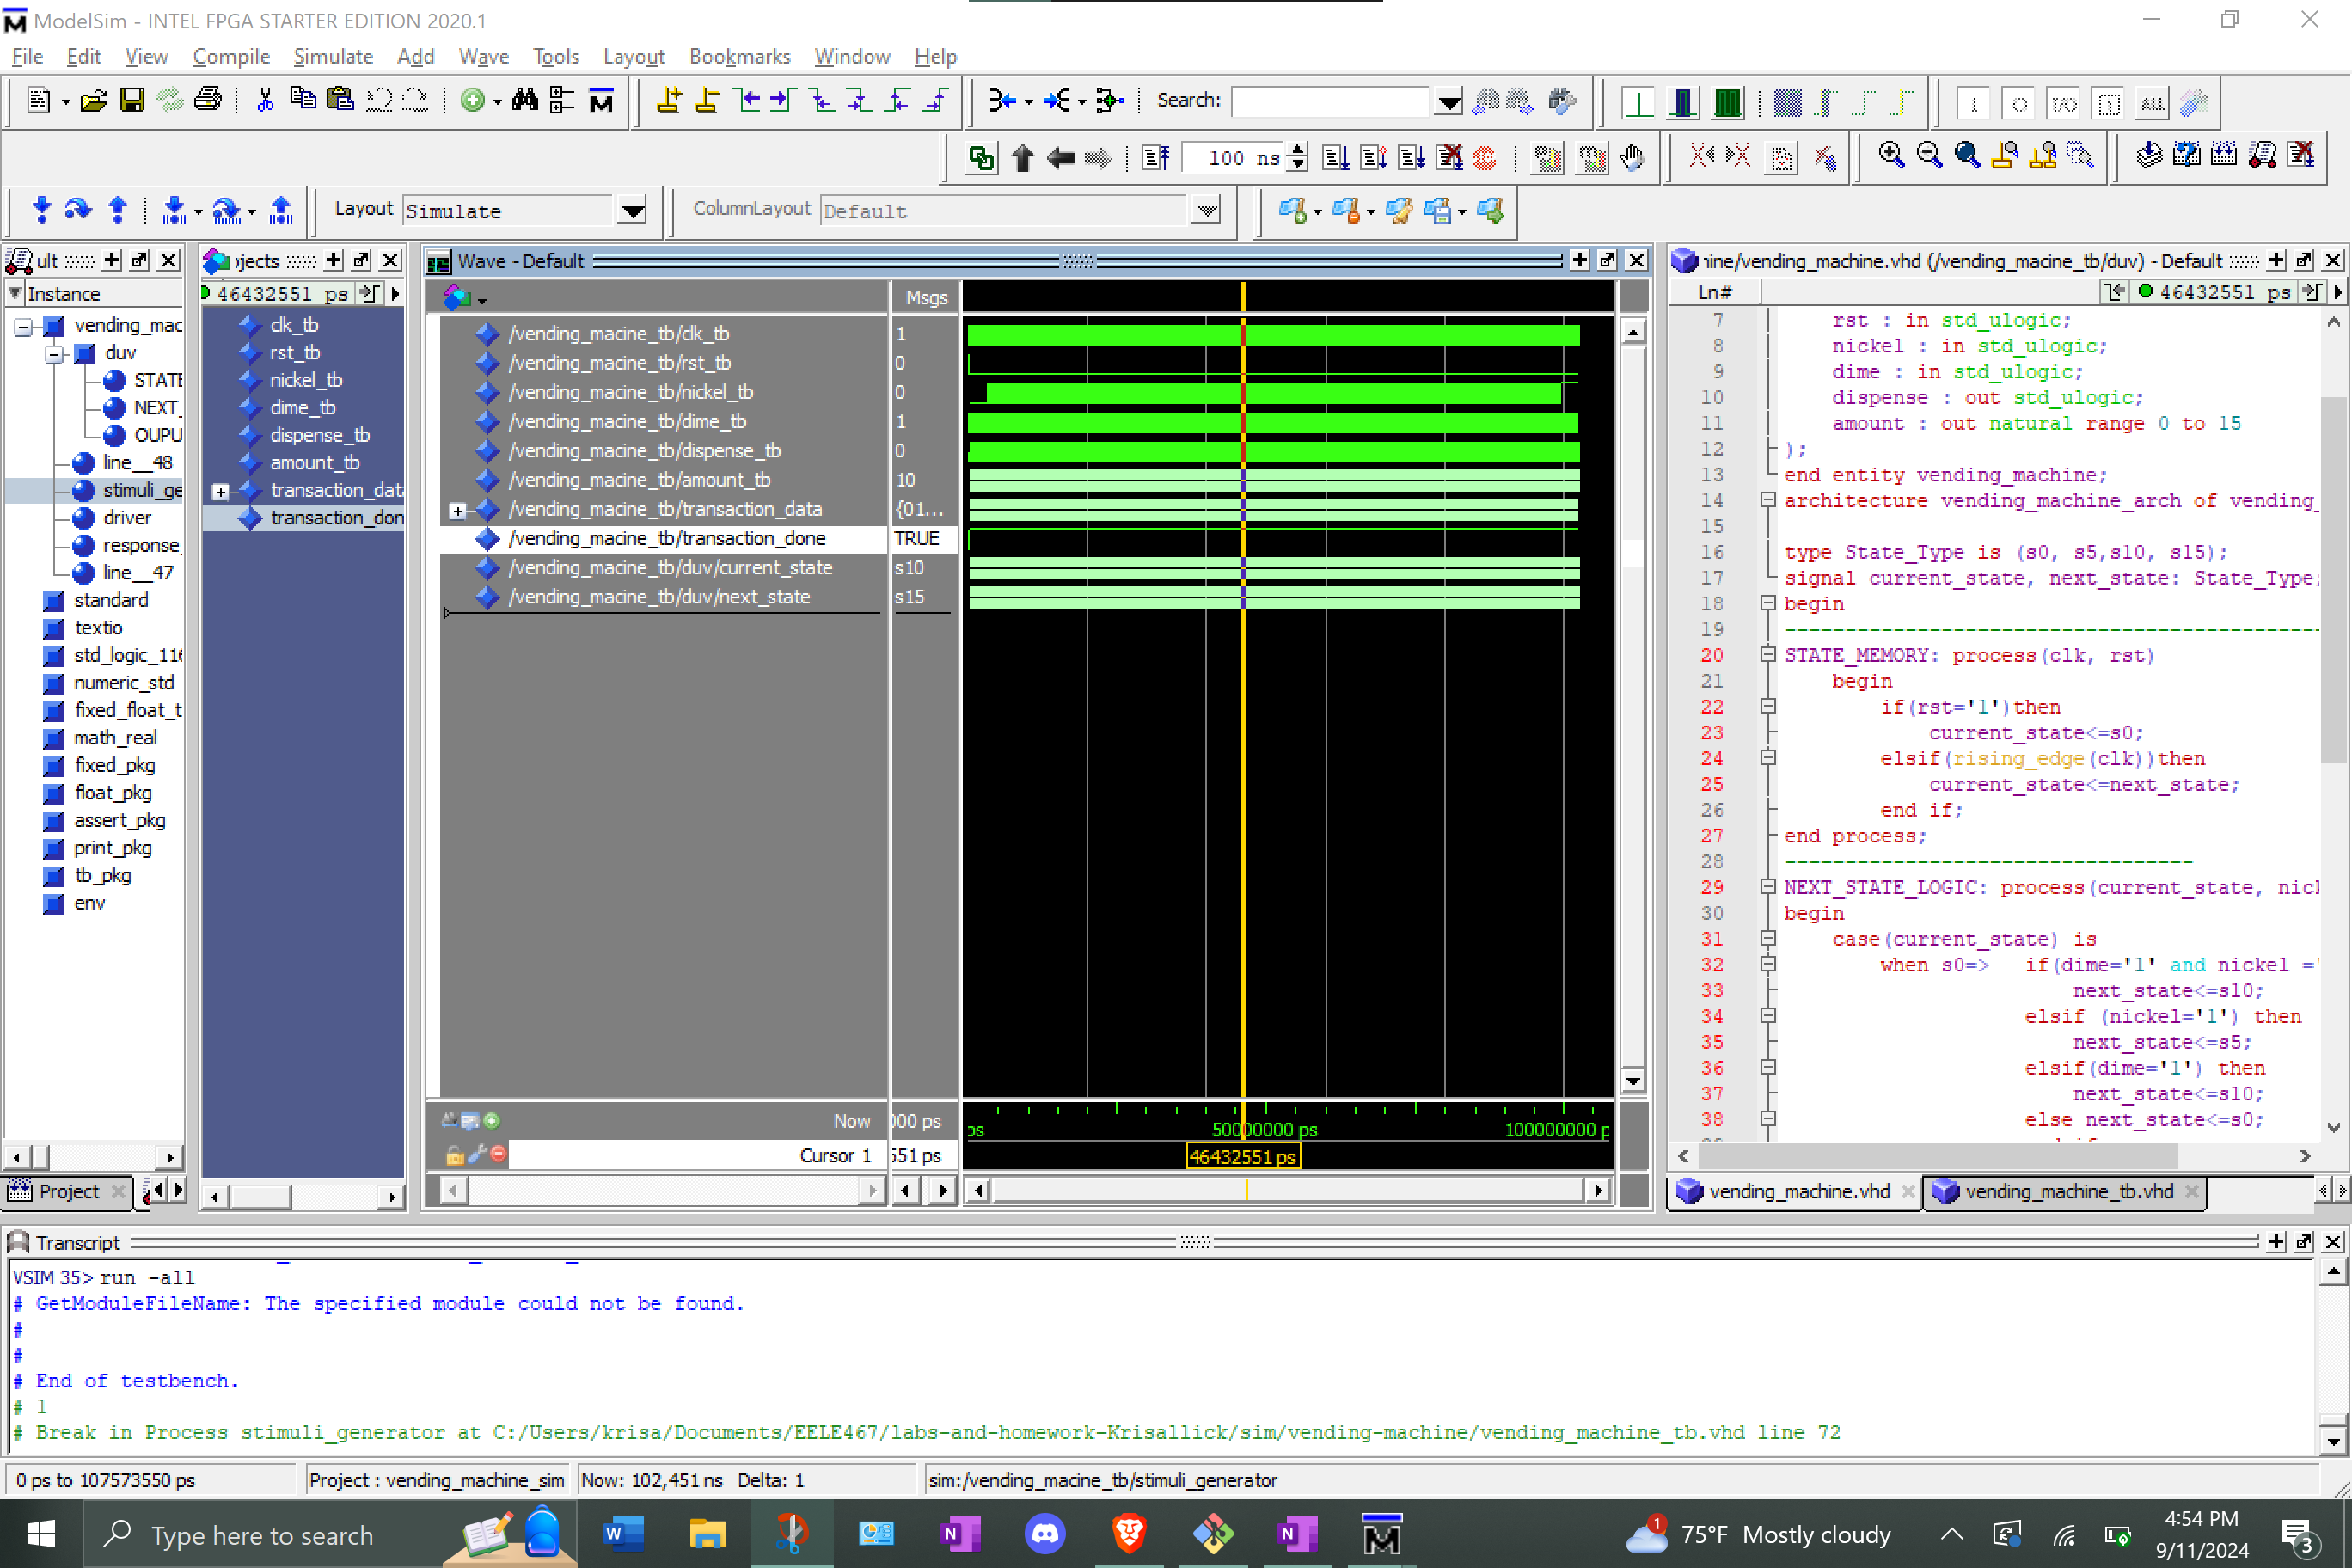 ModelSim - INTEL FPGA STARTER EDITION 2020.1
File Edit View Compile Simulate Add Wave Tools Layout Bookmarks Window Help
Search:
100 ns
Layout Simulate
ColumnLayout Default
ult
Instance
vending_mac
duv
STATE
NEXT_
OUPU
line__48
stimuli_ge
driver
response_
line__47
standard
textio
std_logic_116
numeric_std
fixed_float_t
math_real
fixed_pkg
float_pkg
assert_pkg
print_pkg
tb_pkg
env
Project
jects
46432551 ps
clk_tb
rst_tb
nickel_tb
dime_tb
dispense_tb
amount_tb
transaction_data
transaction_don
Wave - Default
Msgs
/vending_macine_tb/clk_tb 1
/vending_macine_tb/rst_tb 0
/vending_macine_tb/nickel_tb 0
/vending_macine_tb/dime_tb 1
/vending_macine_tb/dispense_tb 0
/vending_macine_tb/amount_tb 10
/vending_macine_tb/transaction_data {01...
/vending_macine_tb/transaction_done TRUE
/vending_macine_tb/duv/current_state s10
/vending_macine_tb/duv/next_state s15
Now 000 ps
ps 50000000 ps 100000000 p
Cursor 1 551 ps
46432551 ps
ine/vending_machine.vhd (/vending_macine_tb/duv) - Default
Ln#
46432551 ps
7 rst : in std_ulogic;
8 nickel : in std_ulogic;
9 dime : in std_ulogic;
10 dispense : out std_ulogic;
11 amount : out natural range 0 to 15
12 );
13 end entity vending_machine;
14 architecture vending_machine_arch of vending_
15
16 type State_Type is (s0, s5,s10, s15);
17 signal current_state, next_state: State_Type;
18 begin
19 ---------------------------------------------
20 STATE_MEMORY: process(clk, rst)
21 begin
22 if(rst='1')then
23 current_state<=s0;
24 elsif(rising_edge(clk))then
25 current_state<=next_state;
26 end if;
27 end process;
28 ----------------------------------
29 NEXT_STATE_LOGIC: process(current_state, nick
30 begin
31 case(current_state) is
32 when s0=> if(dime='1' and nickel ='
33 next_state<=s10;
34 elsif (nickel='1') then
35 next_state<=s5;
36 elsif(dime='1') then
37 next_state<=s10;
38 else next_state<=s0;
vending_machine.vhd vending_machine_tb.vhd
Transcript
VSIM 35> run -all
# GetModuleFileName: The specified module could not be found.
#
#
# End of testbench.
# 1
# Break in Process stimuli_generator at C:/Users/krisa/Documents/EELE467/labs-and-homework-Krisallick/sim/vending-machine/vending_machine_tb.vhd line 72
0 ps to 107573550 ps Project : vending_machine_sim Now: 102,451 ns Delta: 1 sim:/vending_macine_tb/stimuli_generator
Type here to search
1 75°F Mostly cloudy
4:54 PM
9/11/2024
3